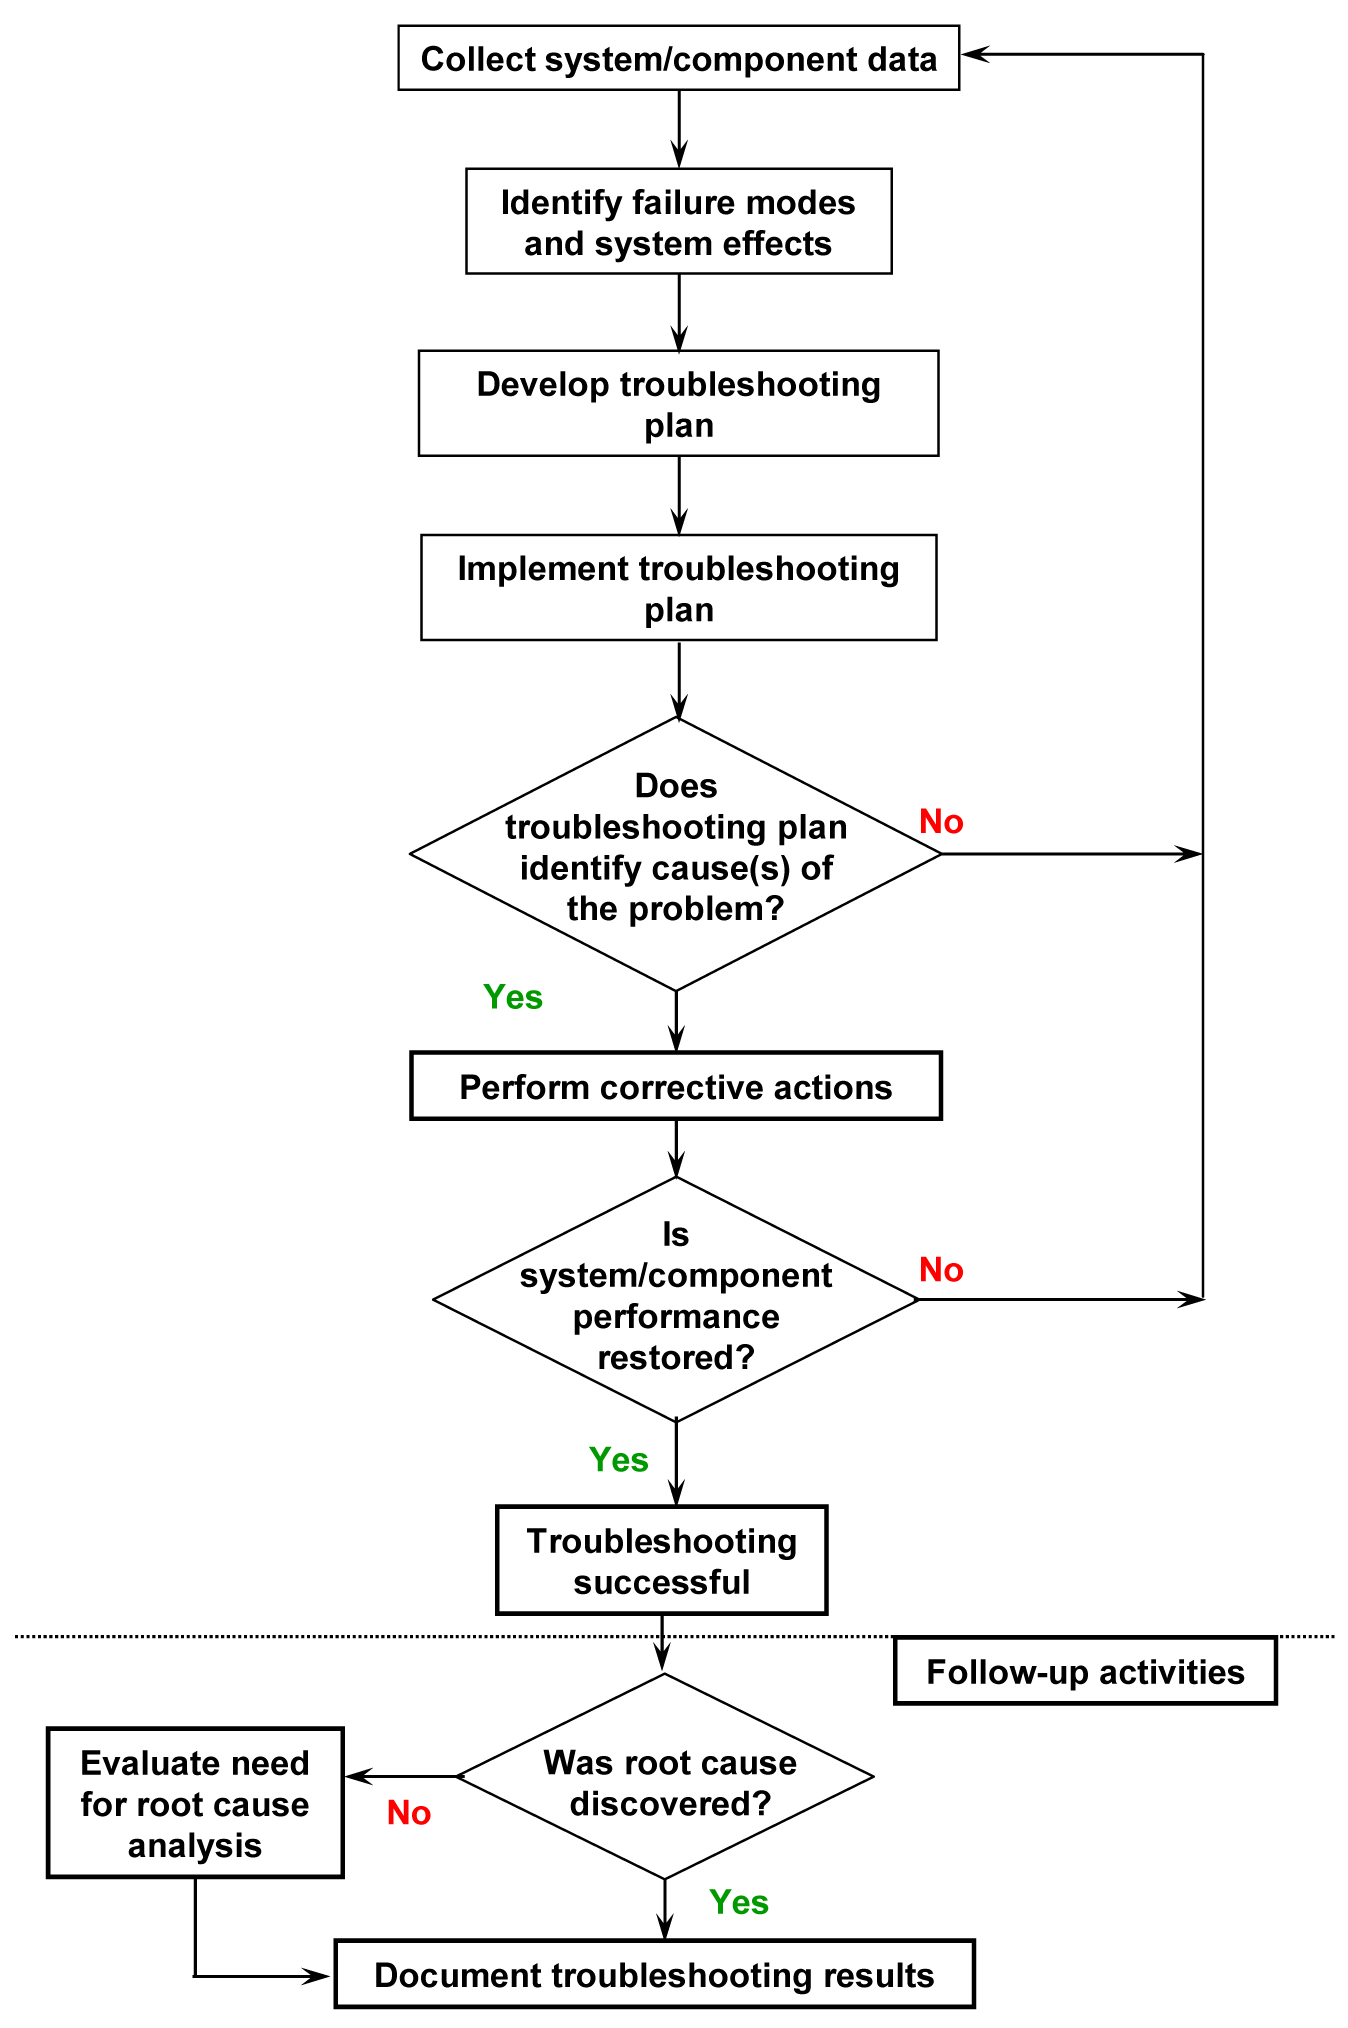 Collect system/component data
Identify failure modes
and system effects
Develop troubleshooting
plan
Implement troubleshooting
plan
Does
troubleshooting plan
identify cause(s) of
the problem?
No
Yes
Perform corrective actions
Is
system/component
performance
restored?
No
Yes
Troubleshooting
successful
Follow-up activities
Was root cause
discovered?
No
Evaluate need
for root cause
analysis
Yes
Document troubleshooting results